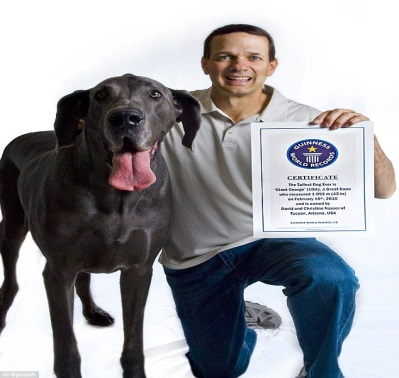 GUINNESS
WORLD RECORDS
CERTIFICATE
The Tallest Dog Ever is
'Giant George' (USA), a Great Dane
who measured 1.092 m (43 in)
on February 15th, 2010
and is owned by
David and Christine Nasser of
Tucson, Arizona, USA
GUINNESS WORLD RECORDS LTD